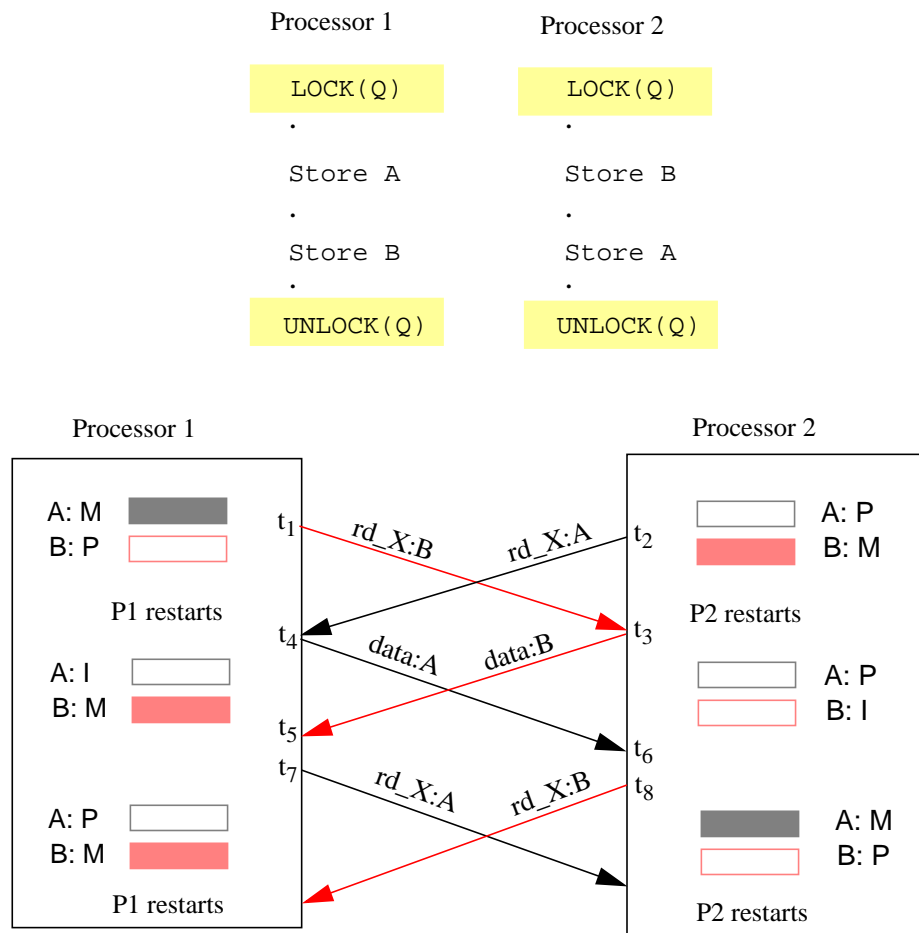 Processor 1 Processor 2
LOCK(Q) LOCK(Q)
. .
Store A Store B
. .
Store B Store A
. .
UNLOCK(Q) UNLOCK(Q)
Processor 1 Processor 2
A: M t1 rd_X:B rd_X:A t2 A: P
B: P B: M
P1 restarts t4 data:A data:B t3 P2 restarts
A: I A: P
B: M t5 t6 B: I
t7 rd_X:A rd_X:B t8
A: P A: M
B: M B: P
P1 restarts P2 restarts